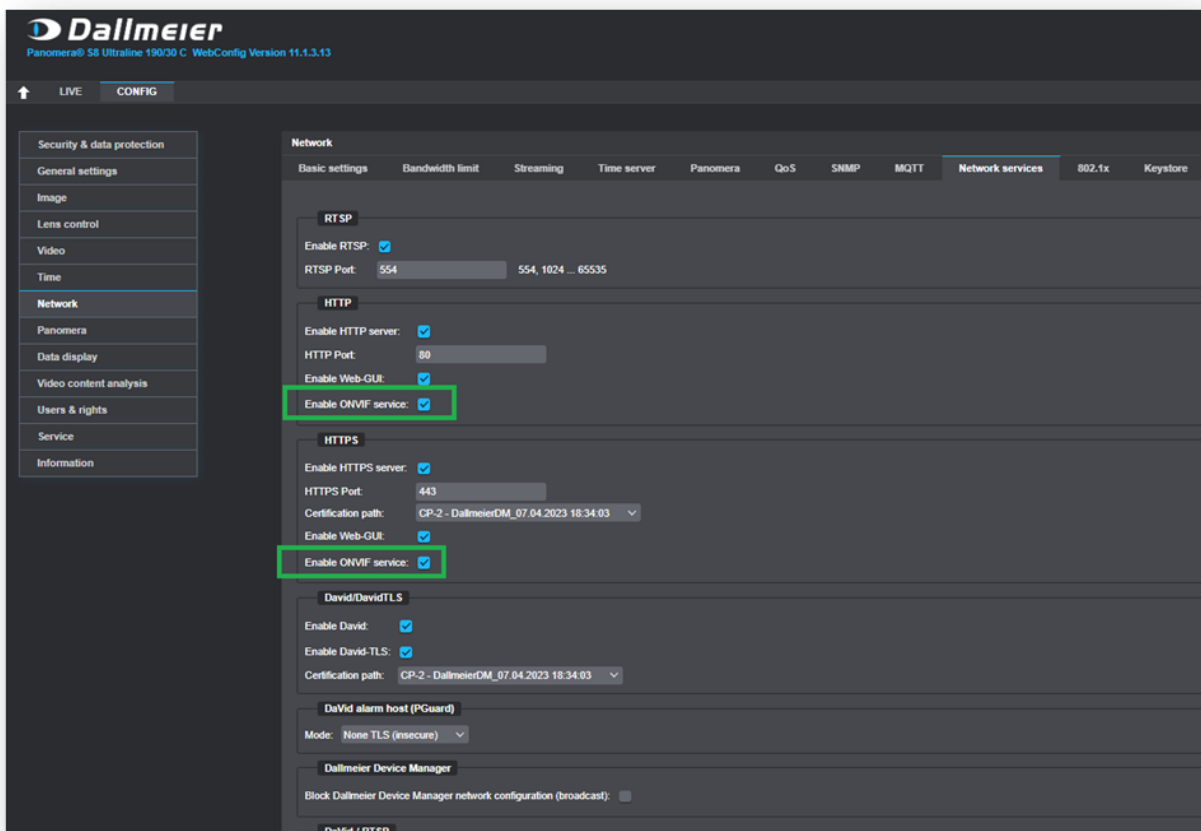 Dallmeier
Panomera® S8 Ultraline 190/30 C WebConfig Version 11.1.3.13
LIVE CONFIG
Security & data protection
General settings
Image
Lens control
Video
Time
Network
Panomera
Data display
Video content analysis
Users & rights
Service
Information
Network
Basic settings Bandwidth limit Streaming Time server Panomera QoS SNMP MQTT Network services 802.1x Keystore
RTSP
Enable RTSP:
RTSP Port: 554 554, 1024 ... 65535
HTTP
Enable HTTP server:
HTTP Port: 80
Enable Web-GUI:
Enable ONVIF service:
HTTPS
Enable HTTPS server:
HTTPS Port: 443
Certification path: CP-2 - DallmeierDM_07.04.2023 18:34:03
Enable Web-GUI:
Enable ONVIF service:
David/DavidTLS
Enable David:
Enable David-TLS:
Certification path: CP-2 - DallmeierDM_07.04.2023 18:34:03
DaVid alarm host (PGuard)
Mode: None TLS (insecure)
Dallmeier Device Manager
Block Dallmeier Device Manager network configuration (broadcast):
DaVid / RTSP